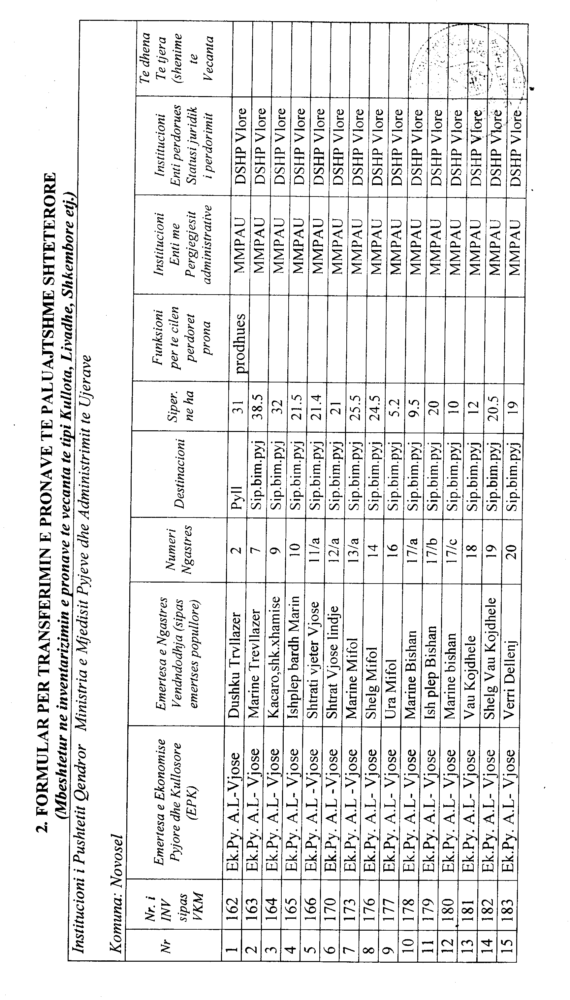 2. FORMULAR PER TRANSFERIMIN E PRONAVE TE PALUAJTSHME SHTETERORE
(Mbeshtetur ne inventarizimin e pronave te vecanta te tipi Kullota, Livadhe, Shkembore etj.)
Institucioni i Pushtetit Qendror Ministria e Mjedisit Pyjeve dhe Administrimit te Ujerave
Komuna: Novosel
Nr
Nr. i
INV
sipas
VKM
Emertesa e Ekonomise
Pyjore dhe Kullosore
(EPK)
Emertesa e Ngastres
Vendndodhja (sipas
emertses popullore)
Numeri
Ngastres
Destinacioni
Siper.
ne ha
Funksioni
per te cilen
perdoret
prona
Institucioni
Enti me
Pergjegjesit
administrative
Institucioni
Enti perdorues
Statusi juridik
i perdorimit
Te dhena
Te tjera
(shenime
te
Vecanta
1 162 Ek.Py. A.L-Vjose Dushku Trvllazer 2 Pyll 31 prodhues MMPAU DSHP Vlore
2 163 Ek.Py. A.L- Vjose Marine Trevllazer 7 Sip.bim.pyj 38.5 MMPAU DSHP Vlore
3 164 Ek.Py. A.L- Vjose Kacaro,shk.xhamise 9 Sip.bim.pyj 32 MMPAU DSHP Vlore
4 165 Ek.Py. A.L- Vjose Ishplep bardh Marin 10 Sip.bim.pyj 21.5 MMPAU DSHP Vlore
5 166 Ek.Py. A.L - Vjose Shtrati vjeter Vjose 11/a Sip.bim.pyj 21.4 MMPAU DSHP Vlore
6 170 Ek.Py. A.L - Vjose Shtrat Vjose lindje 12/a Sip.bim.pyj 21 MMPAU DSHP Vlore
7 173 Ek.Py. A.L - Vjose Marine Mifol 13/a Sip.bim.pyj 25.5 MMPAU DSHP Vlore
8 176 Ek.Py. A.L- Vjose Shelg Mifol 14 Sip.bim.pyj 24.5 MMPAU DSHP Vlore
9 177 Ek.Py. A.L- Vjose Ura Mifol 16 Sip.bim.pyj 5.2 MMPAU DSHP Vlore
10 178 Ek.Py. A.L- Vjose Marine Bishan 17/a Sip.bim.pyj 9.5 MMPAU DSHP Vlore
11 179 Ek.Py. A.L- Vjose Ish plep Bishan 17/b Sip.bim.pyj 20 MMPAU DSHP Vlore
12 180 Ek.Py. A.L- Vjose Marine bishan 17/c Sip.bim.pyj 10 MMPAU DSHP Vlore
13 181 Ek.Py. A.L- Vjose Vau Kojdhele 18 Sip.bim.pyj 12 MMPAU DSHP Vlore
14 182 Ek.Py. A.L- Vjose Shelg Vau Kojdhele 19 Sip.bim.pyj 20.5 MMPAU DSHP Vlore
15 183 Ek.Py. A.L- Vjose Verri Dellenj 20 Sip.bim.pyj 19 MMPAU DSHP Vlore